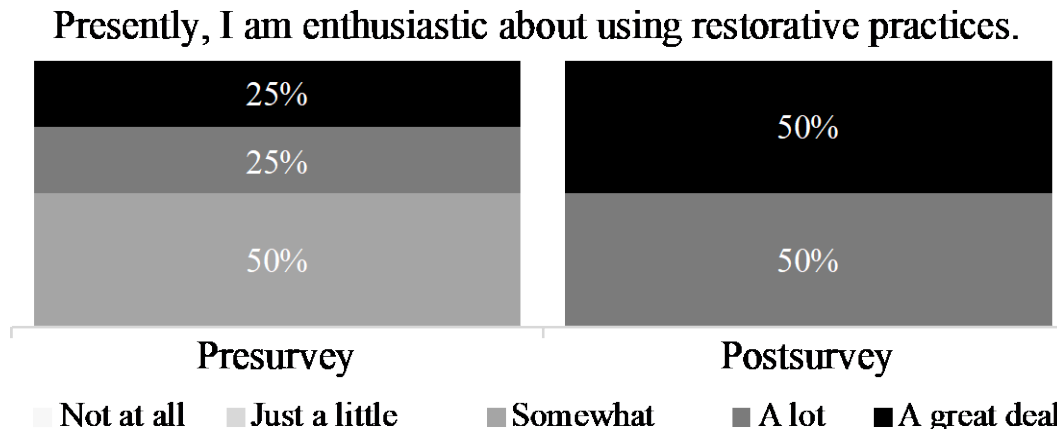 Presently, I am enthusiastic about using restorative practices.
25%
25%
50%
50%
50%
Presurvey
Postsurvey
Not at all
Just a little
Somewhat
A lot
A great deal